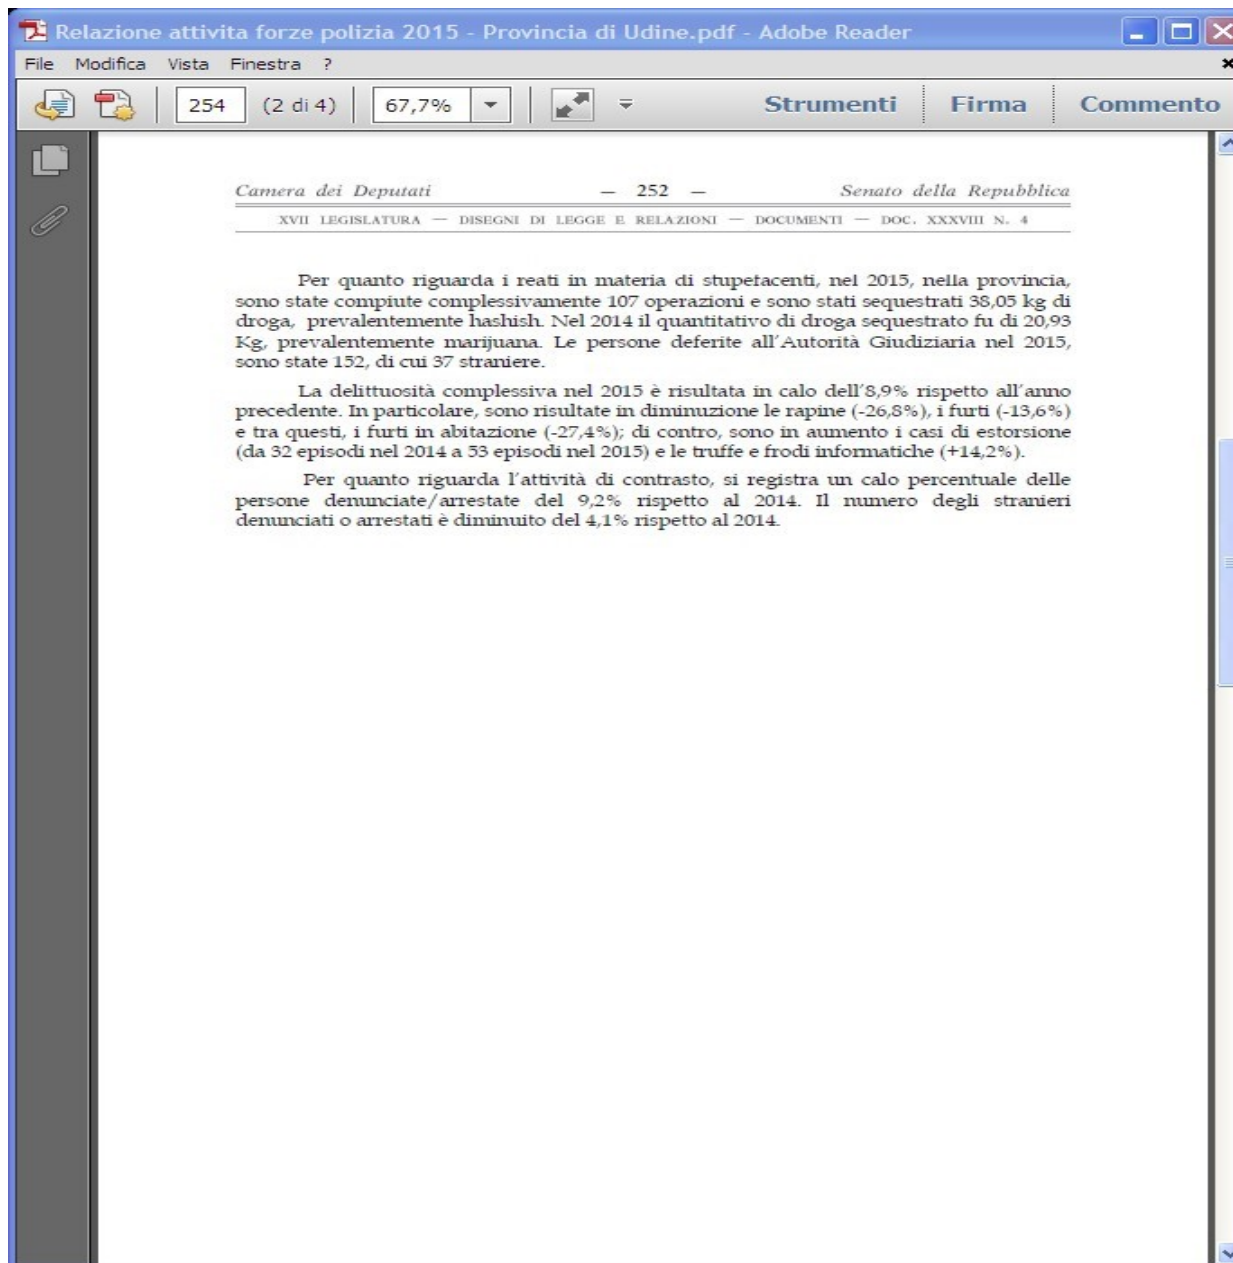 Relazione attivita forze polizia 2015 - Provincia di Udine.pdf - Adobe Reader
File Modifica Vista Finestra ?
254 (2 di 4) 67,7% Strumenti Firma Commento
Camera dei Deputati — 252 — Senato della Repubblica
XVII LEGISLATURA — DISEGNI DI LEGGE E RELAZIONI — DOCUMENTI — DOC. XXXVIII N. 4
Per quanto riguarda i reati in materia di stupefacenti, nel 2015, nella provincia,
sono state compiute complessivamente 107 operazioni e sono stati sequestrati 38,05 kg di
droga, prevalentemente hashish. Nel 2014 il quantitativo di droga sequestrato fu di 20,93
Kg, prevalentemente marijuana. Le persone deferite all'Autorità Giudiziaria nel 2015,
sono state 152, di cui 37 straniere.
La delittuosità complessiva nel 2015 è risultata in calo dell'8,9% rispetto all'anno
precedente. In particolare, sono risultate in diminuzione le rapine (-26,8%), i furti (-13,6%)
e tra questi, i furti in abitazione (-27,4%); di contro, sono in aumento i casi di estorsione
(da 32 episodi nel 2014 a 53 episodi nel 2015) e le truffe e frodi informatiche (+14,2%).
Per quanto riguarda l'attività di contrasto, si registra un calo percentuale delle
persone denunciate/arrestate del 9,2% rispetto al 2014. Il numero degli stranieri
denunciati o arrestati è diminuito del 4,1% rispetto al 2014.